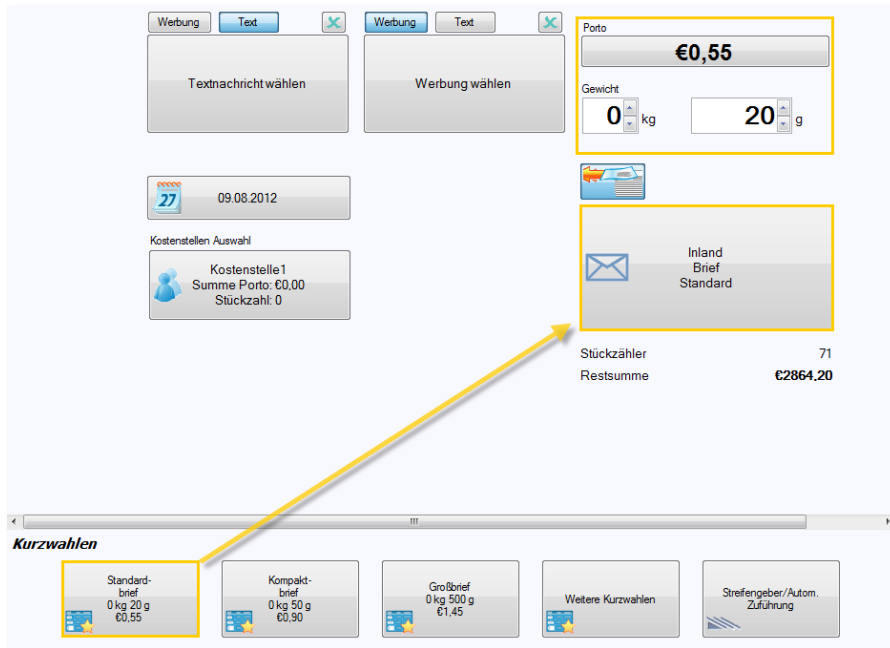 Werbung Text Werbung Text Porto
€0,55
Textnachricht wählen Werbung wählen
Gewicht
0 kg 20 g
27 09.08.2012
Kostenstellen Auswahl
Kostenstelle1
Summe Porto: €0,00
Stückzahl: 0
Inland
Brief
Standard
Stückzähler 71
Restsumme €2864,20
Kurzwahlen
Standard-
brief
0 kg 20 g
€0,55
Kompakt-
brief
0 kg 50 g
€0,90
Großbrief
0 kg 500 g
€1,45
Weitere Kurzwahlen
Streifengeber/Autom.
Zuführung